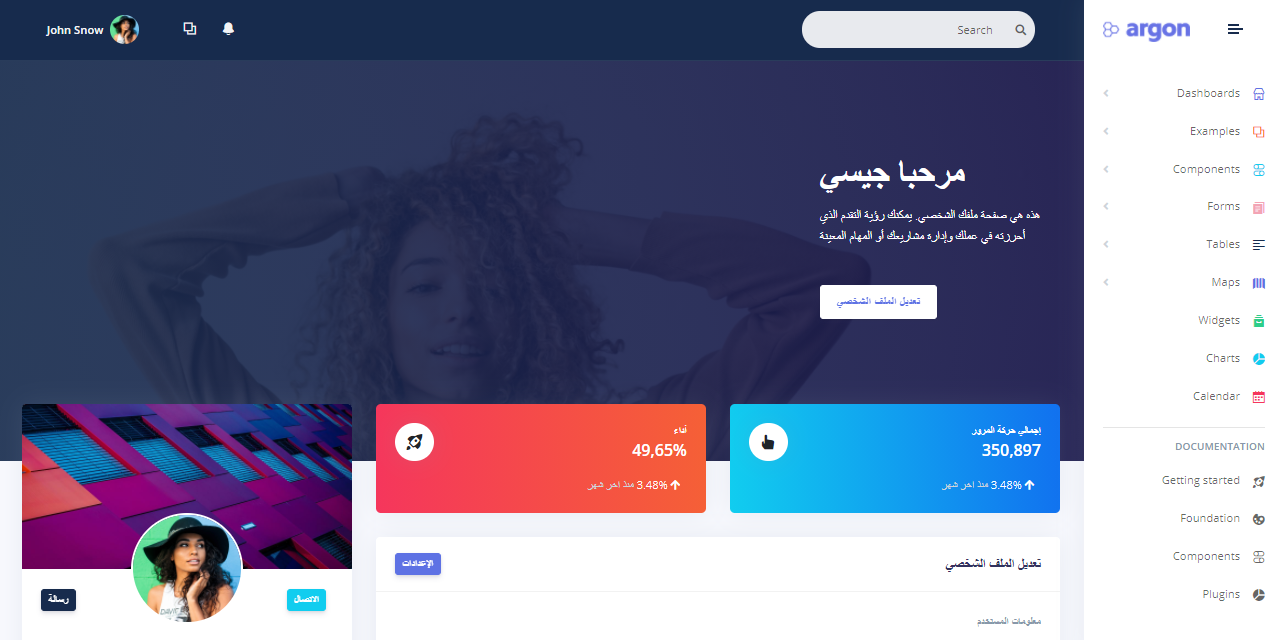 John Snow
Search
argon
Dashboards
Examples
Components
Forms
Tables
Maps
Widgets
Charts
Calendar
DOCUMENTATION
Getting started
Foundation
Components
Plugins
مرحبا جيسي
هذه هي صفحة ملفك الشخصي. يمكنك رؤية التقدم الذي
أحرزته في عملك وإدارة مشاريعك أو المهام المعينة
تعديل الملف الشخصي
إجمالي حركة المرور
350,897
3.48% منذ اخر شهر
أداء
49,65%
3.48% منذ اخر شهر
الاتصال
رسالة
تعديل الملف الشخصي
الإعدادات
معلومات المستخدم